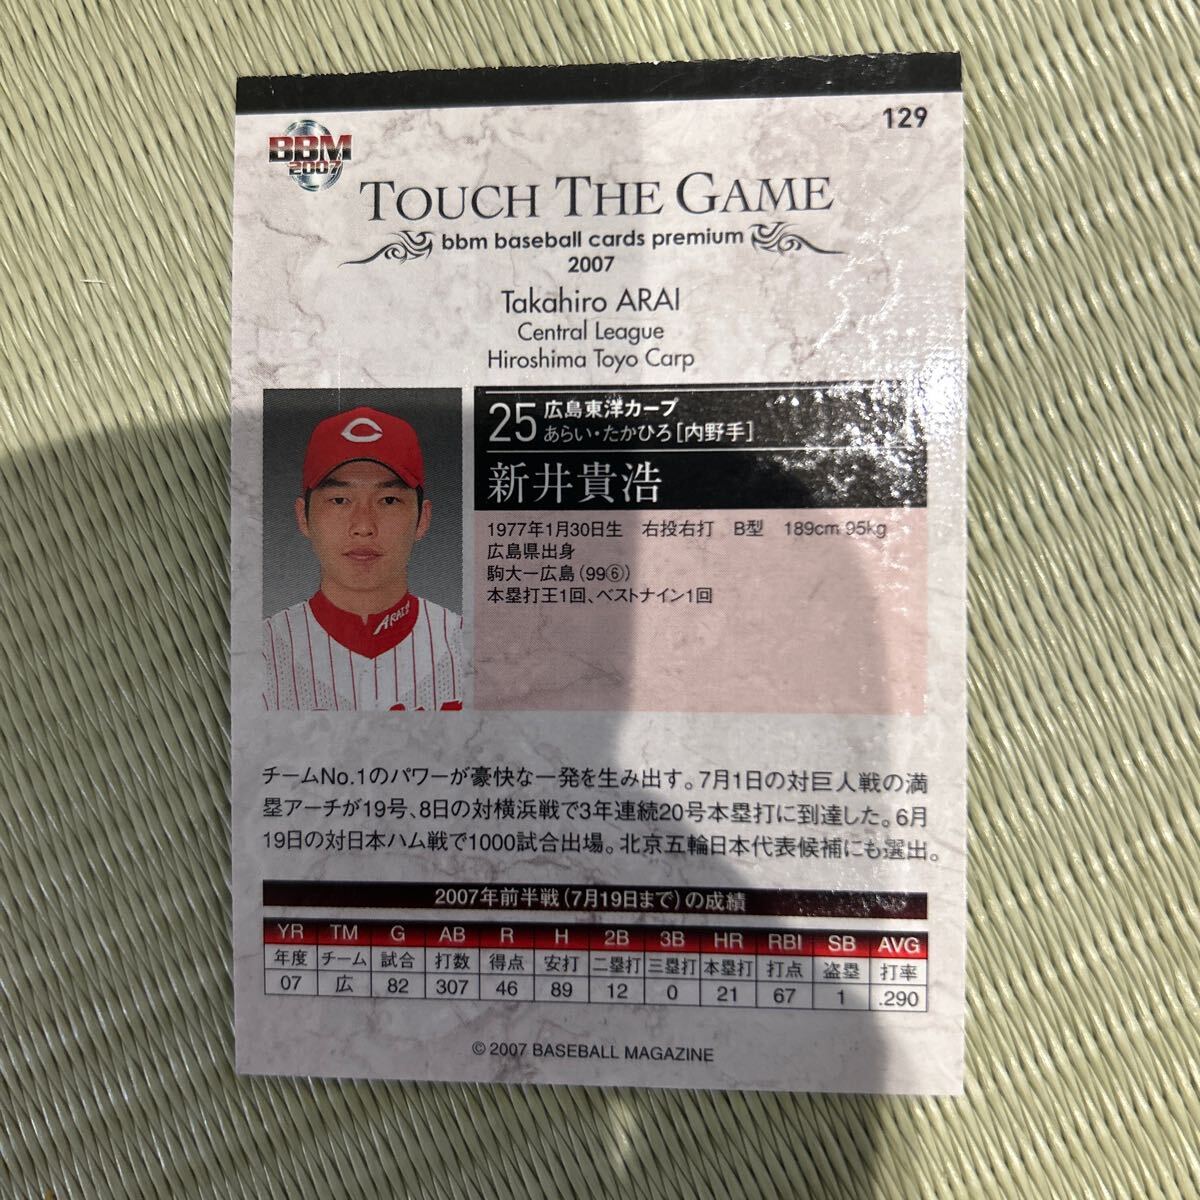 129
BBM
2007
TOUCH THE GAME
bbm baseball cards premium
2007
Takahiro ARAI
Central League
Hiroshima Toyo Carp
25 広島東洋カープ
あらい・たかひろ[内野手]
新井貴浩
1977年1月30日生 右投右打 B型 189cm 95kg
広島県出身
駒大ー広島(99⑥)
本塁打王1回、ベストナイン1回
ARAI
チームNo.1のパワーが豪快な一発を生み出す。7月1日の対巨人戦の満
塁アーチが19号、8日の対横浜戦で3年連続20号本塁打に到達した。6月
19日の対日本ハム戦で1000試合出場。北京五輪日本代表候補にも選出。
2007年前半戦(7月19日まで)の成績
YR TM G AB R H 2B 3B HR RBI SB AVG
年度 チーム 試合 打数 得点 安打 二塁打 三塁打 本塁打 打点 盗塁 打率
07 広 82 307 46 89 12 0 21 67 1 .290
© 2007 BASEBALL MAGAZINE